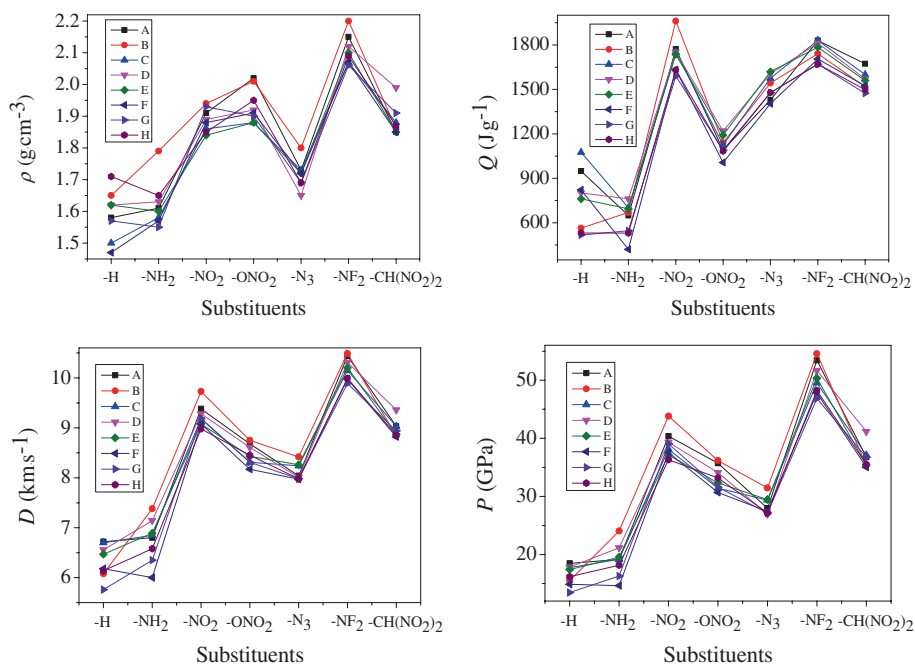 ρ (g cm⁻³)
2.2
2.1
2.0
1.9
1.8
1.7
1.6
1.5
A
B
C
D
E
F
G
H
-H -NH₂ -NO₂ -ONO₂ -N₃ -NF₂ -CH(NO₂)₂
Substituents
Q (J g⁻¹)
1800
1500
1200
900
600
A
B
C
D
E
F
G
H
-H -NH₂ -NO₂ -ONO₂ -N₃ -NF₂ -CH(NO₂)₂
Substituents
D (km s⁻¹)
10
9
8
7
6
A
B
C
D
E
F
G
H
-H -NH₂ -NO₂ -ONO₂ -N₃ -NF₂ -CH(NO₂)₂
Substituents
P (GPa)
50
40
30
20
A
B
C
D
E
F
G
H
-H -NH₂ -NO₂ -ONO₂ -N₃ -NF₂ -CH(NO₂)₂
Substituents